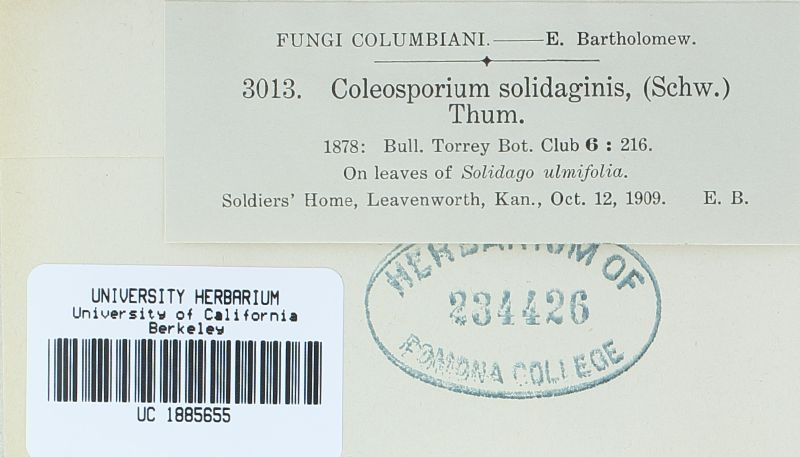 FUNGI COLUMBIANI.——E. Bartholomew.
3013. Coleosporium solidaginis, (Schw.)
Thum.
1878: Bull. Torrey Bot. Club 6 : 216.
On leaves of Solidago ulmifolia.
Soldiers' Home, Leavenworth, Kan., Oct. 12, 1909. E. B.
HERBARIUM OF
234426
POMONA COLLEGE
UNIVERSITY HERBARIUM
University of California
Berkeley
UC 1885655